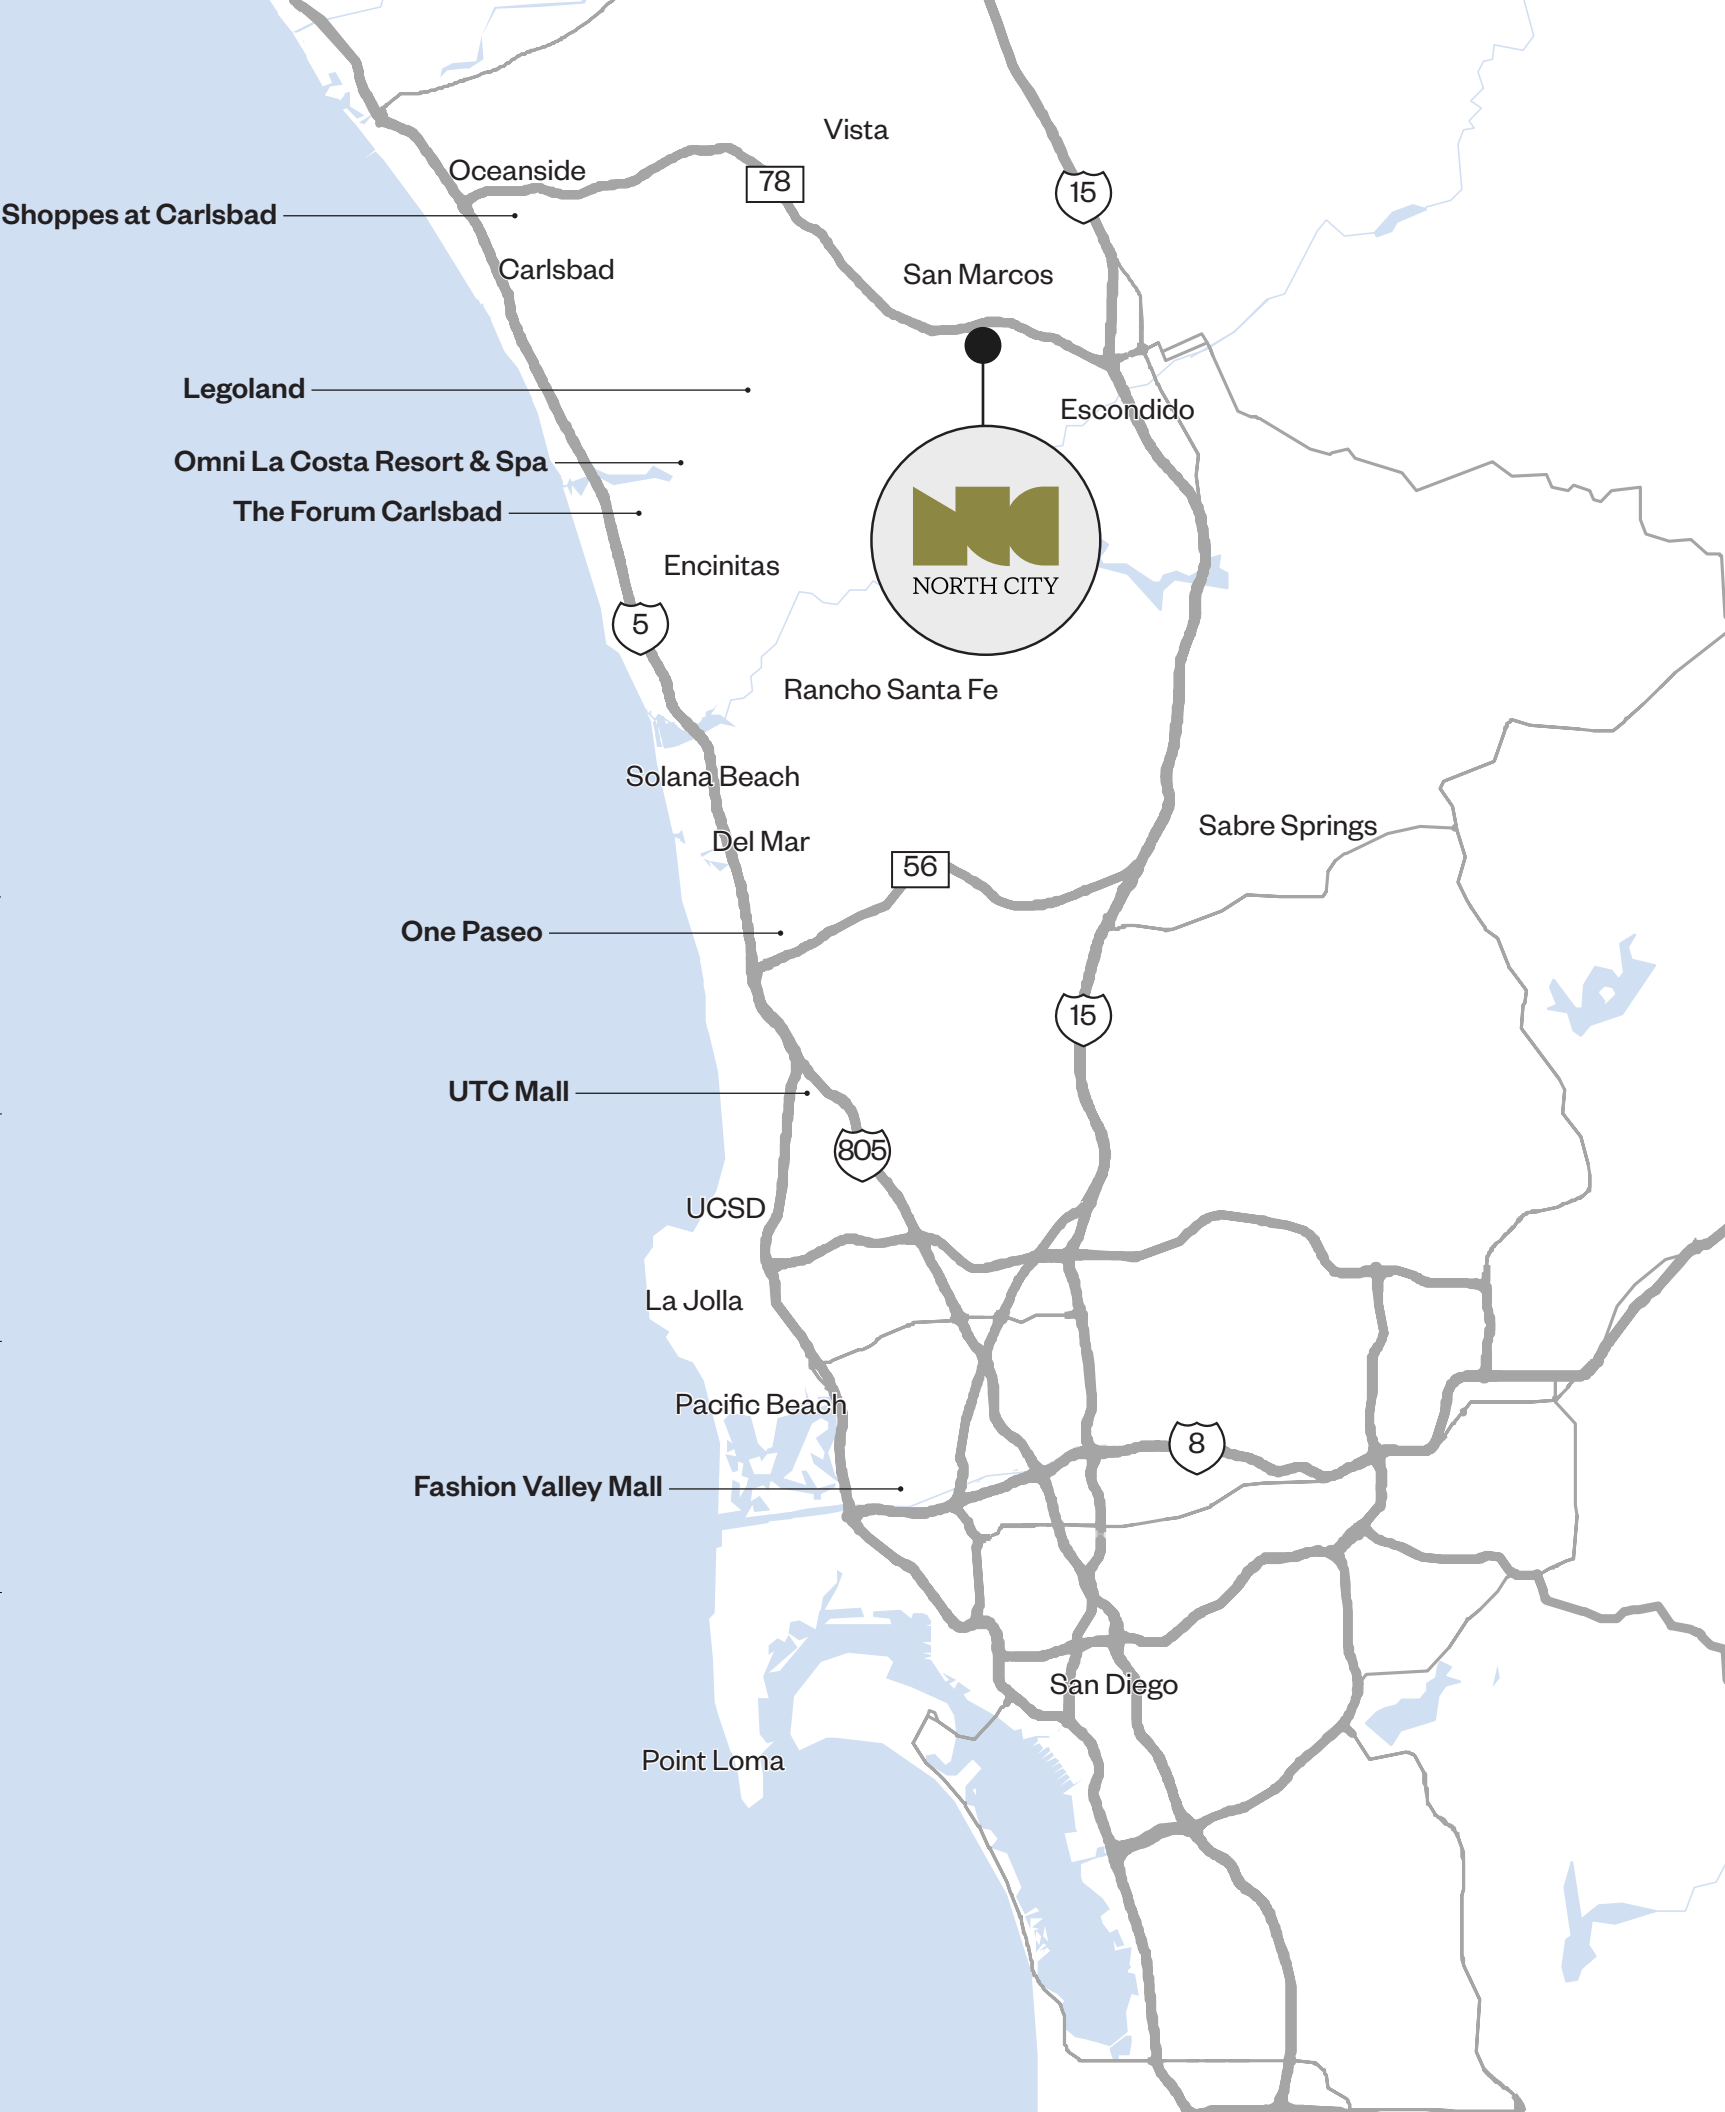 Vista
Oceanside
78
15
Shoppes at Carlsbad
Carlsbad
San Marcos
Legoland
Escondido
Omni La Costa Resort & Spa
The Forum Carlsbad
Encinitas
NORTH CITY
5
Rancho Santa Fe
Solana Beach
Sabre Springs
Del Mar
56
One Paseo
15
UTC Mall
805
UCSD
La Jolla
Pacific Beach
8
Fashion Valley Mall
San Diego
Point Loma